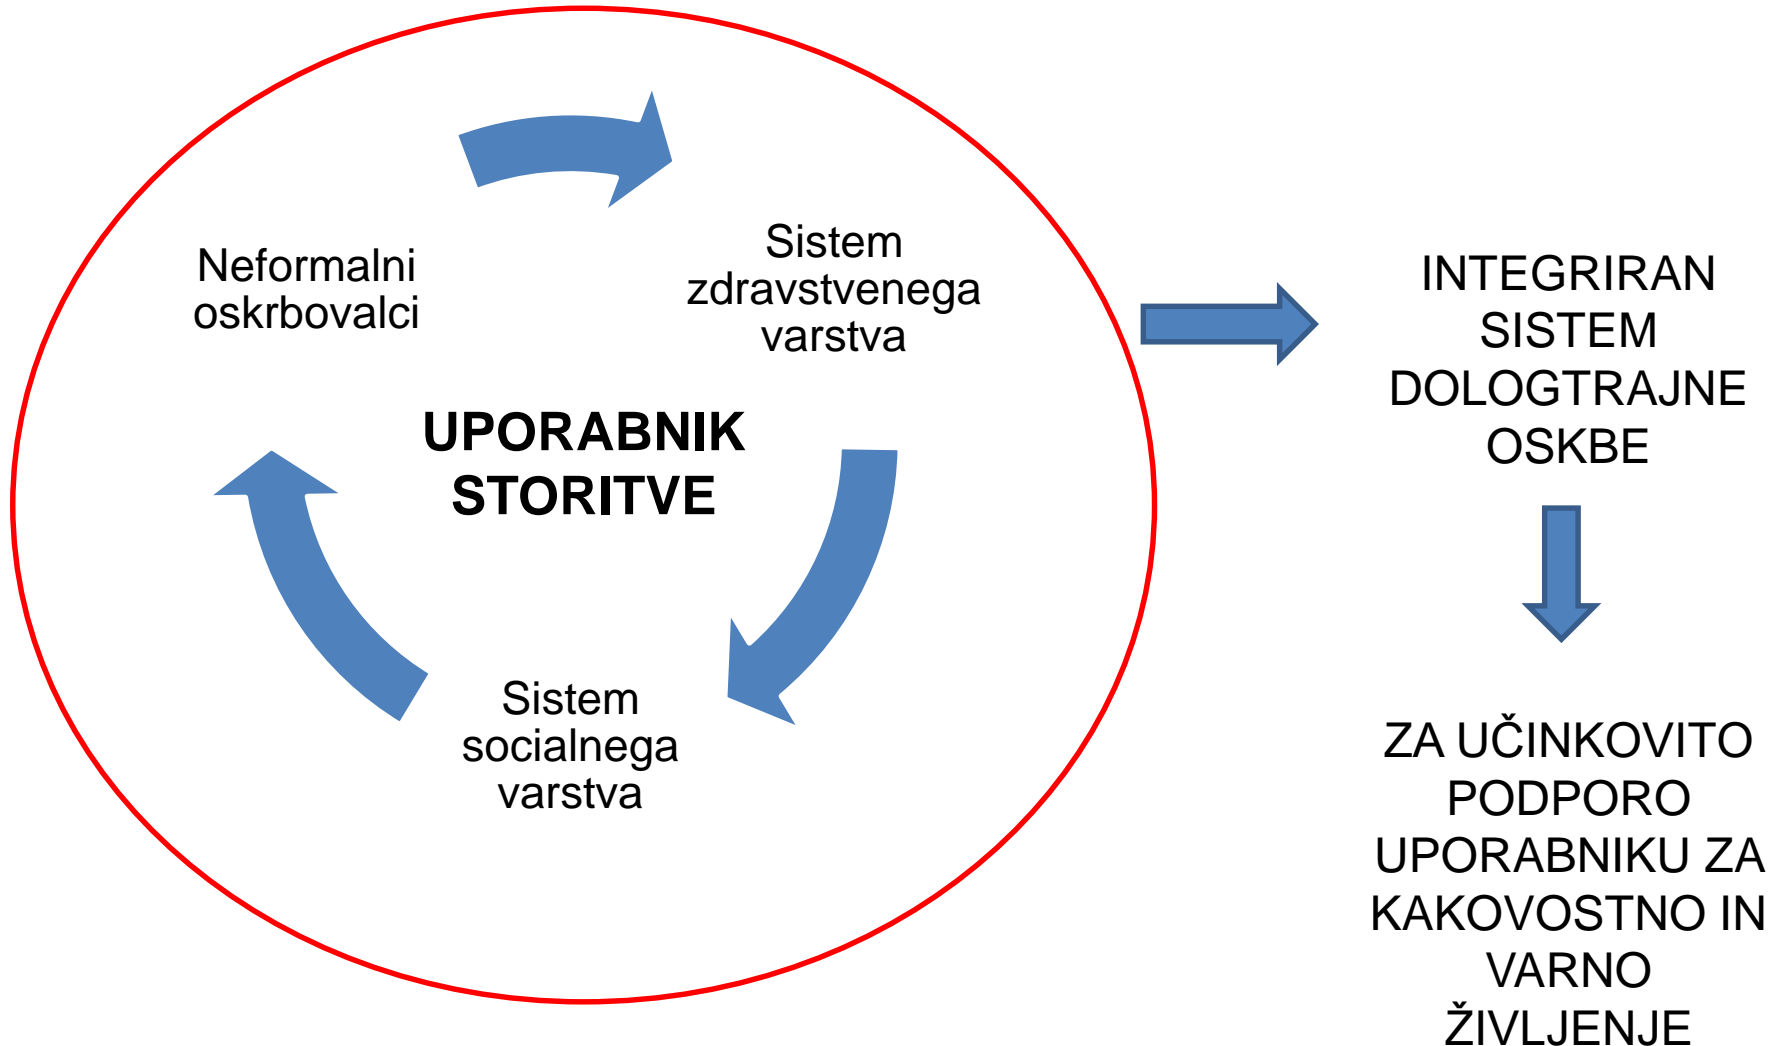 Neformalni
oskrbovalci
Sistem
zdravstvenega
varstva
UPORABNIK
STORITVE
Sistem
socialnega
varstva
INTEGRIRAN
SISTEM
DOLOGTRAJNE
OSKBE
ZA UČINKOVITO
PODPORO
UPORABNIKU ZA
KAKOVOSTNO IN
VARNO
ŽIVLJENJE